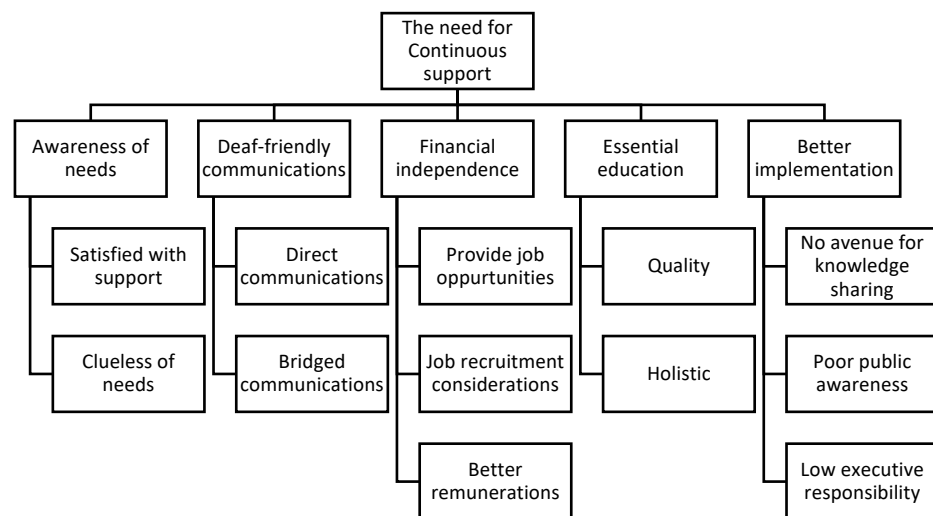 The need for
Continuous
support
Awareness of
needs
Deaf-friendly
communications
Financial
independence
Essential
education
Better
implementation
Satisfied with
support
Direct
communications
Provide job
oppurtunities
Quality
No avenue for
knowledge
sharing
Clueless of
needs
Bridged
communications
Job recruitment
considerations
Holistic
Poor public
awareness
Better
remunerations
Low executive
responsibility